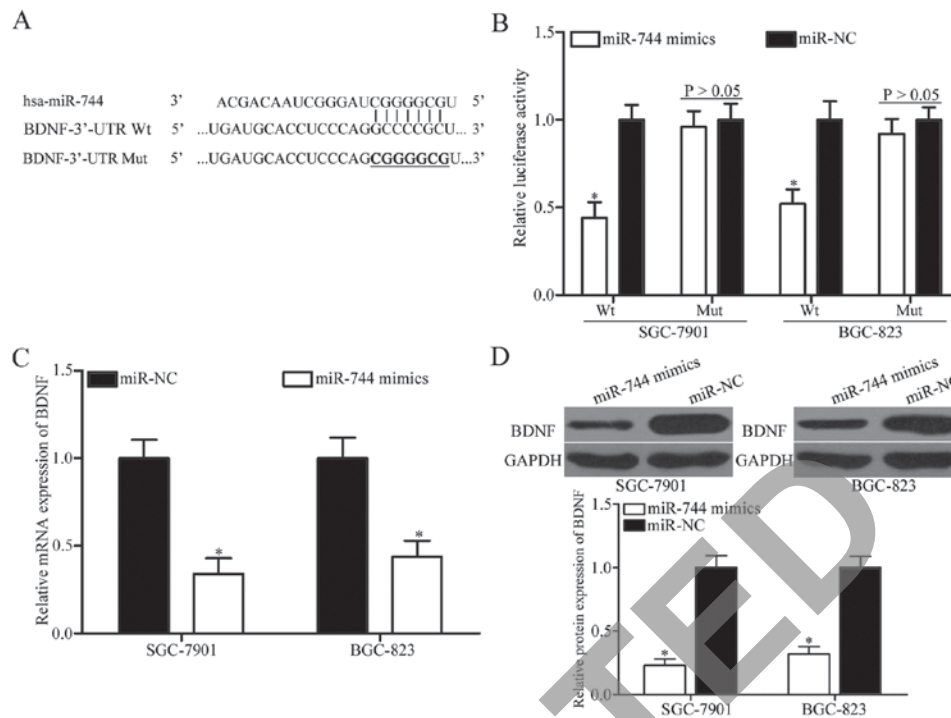 A
hsa-miR-744 3' ACGACAAUCGGGAUCGGGGCGU 5'
BDNF-3'-UTR Wt 5' ...UGAUGCACCUCCCAGGCCCCGCU... 3'
BDNF-3'-UTR Mut 5' ...UGAUGCACCUCCCAGCGGGGCGU... 3'
B
miR-744 mimics miR-NC
Relative luciferase activity
1.5
1.0
0.5
0.0
* P > 0.05 * P > 0.05
Wt Mut Wt Mut
SGC-7901 BGC-823
C
miR-NC miR-744 mimics
Relative mRNA expression of BDNF
1.5
1.0
0.5
0.0
* *
SGC-7901 BGC-823
D
miR-744 mimics miR-NC miR-744 mimics miR-NC
BDNF BDNF
GAPDH GAPDH
SGC-7901 BGC-823
miR-744 mimics
miR-NC
Relative protein expression of BDNF
1.5
1.0
0.5
0.0
* *
SGC-7901 BGC-823
TED